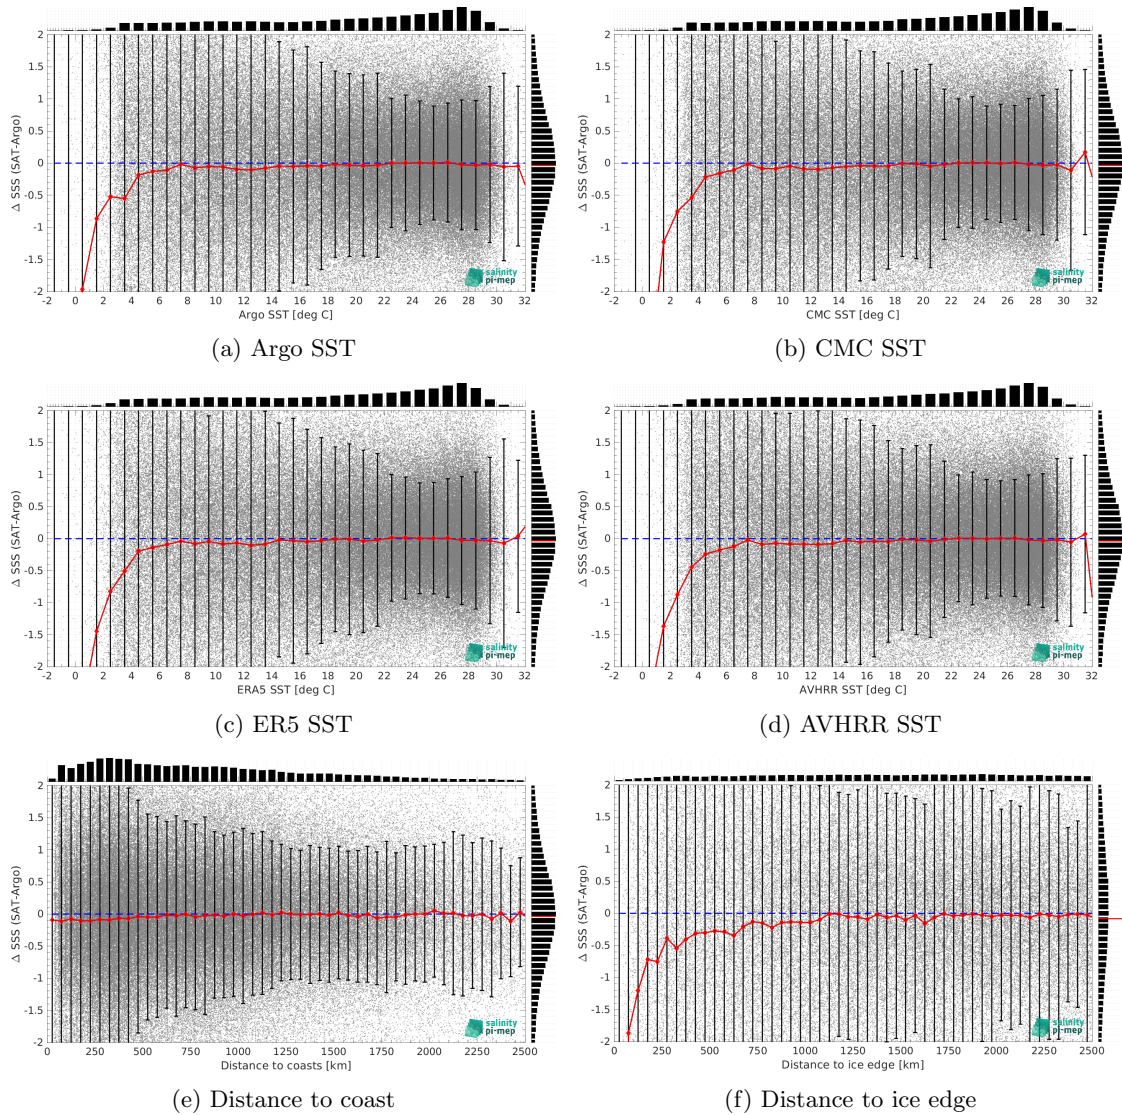 2
1.5
1
0.5
0
-0.5
-1
-1.5
-2
Δ SSS (SAT-Argo)
-2 0 2 4 6 8 10 12 14 16 18 20 22 24 26 28 30 32
Argo SST [deg C]
salinity
pi-mep
(a) Argo SST
2
1.5
1
0.5
0
-0.5
-1
-1.5
-2
Δ SSS (SAT-Argo)
-2 0 2 4 6 8 10 12 14 16 18 20 22 24 26 28 30 32
CMC SST [deg C]
salinity
pi-mep
(b) CMC SST
2
1.5
1
0.5
0
-0.5
-1
-1.5
-2
Δ SSS (SAT-Argo)
-2 0 2 4 6 8 10 12 14 16 18 20 22 24 26 28 30 32
ERA5 SST [deg C]
salinity
pi-mep
(c) ER5 SST
2
1.5
1
0.5
0
-0.5
-1
-1.5
-2
Δ SSS (SAT-Argo)
-2 0 2 4 6 8 10 12 14 16 18 20 22 24 26 28 30 32
AVHRR SST [deg C]
salinity
pi-mep
(d) AVHRR SST
2
1.5
1
0.5
0
-0.5
-1
-1.5
-2
Δ SSS (SAT-Argo)
0 250 500 750 1000 1250 1500 1750 2000 2250 2500
Distance to coasts [km]
salinity
pi-mep
(e) Distance to coast
2
1.5
1
0.5
0
-0.5
-1
-1.5
-2
Δ SSS (SAT-Argo)
0 250 500 750 1000 1250 1500 1750 2000 2250 2500
Distance to ice edge [km]
salinity
pi-mep
(f) Distance to ice edge